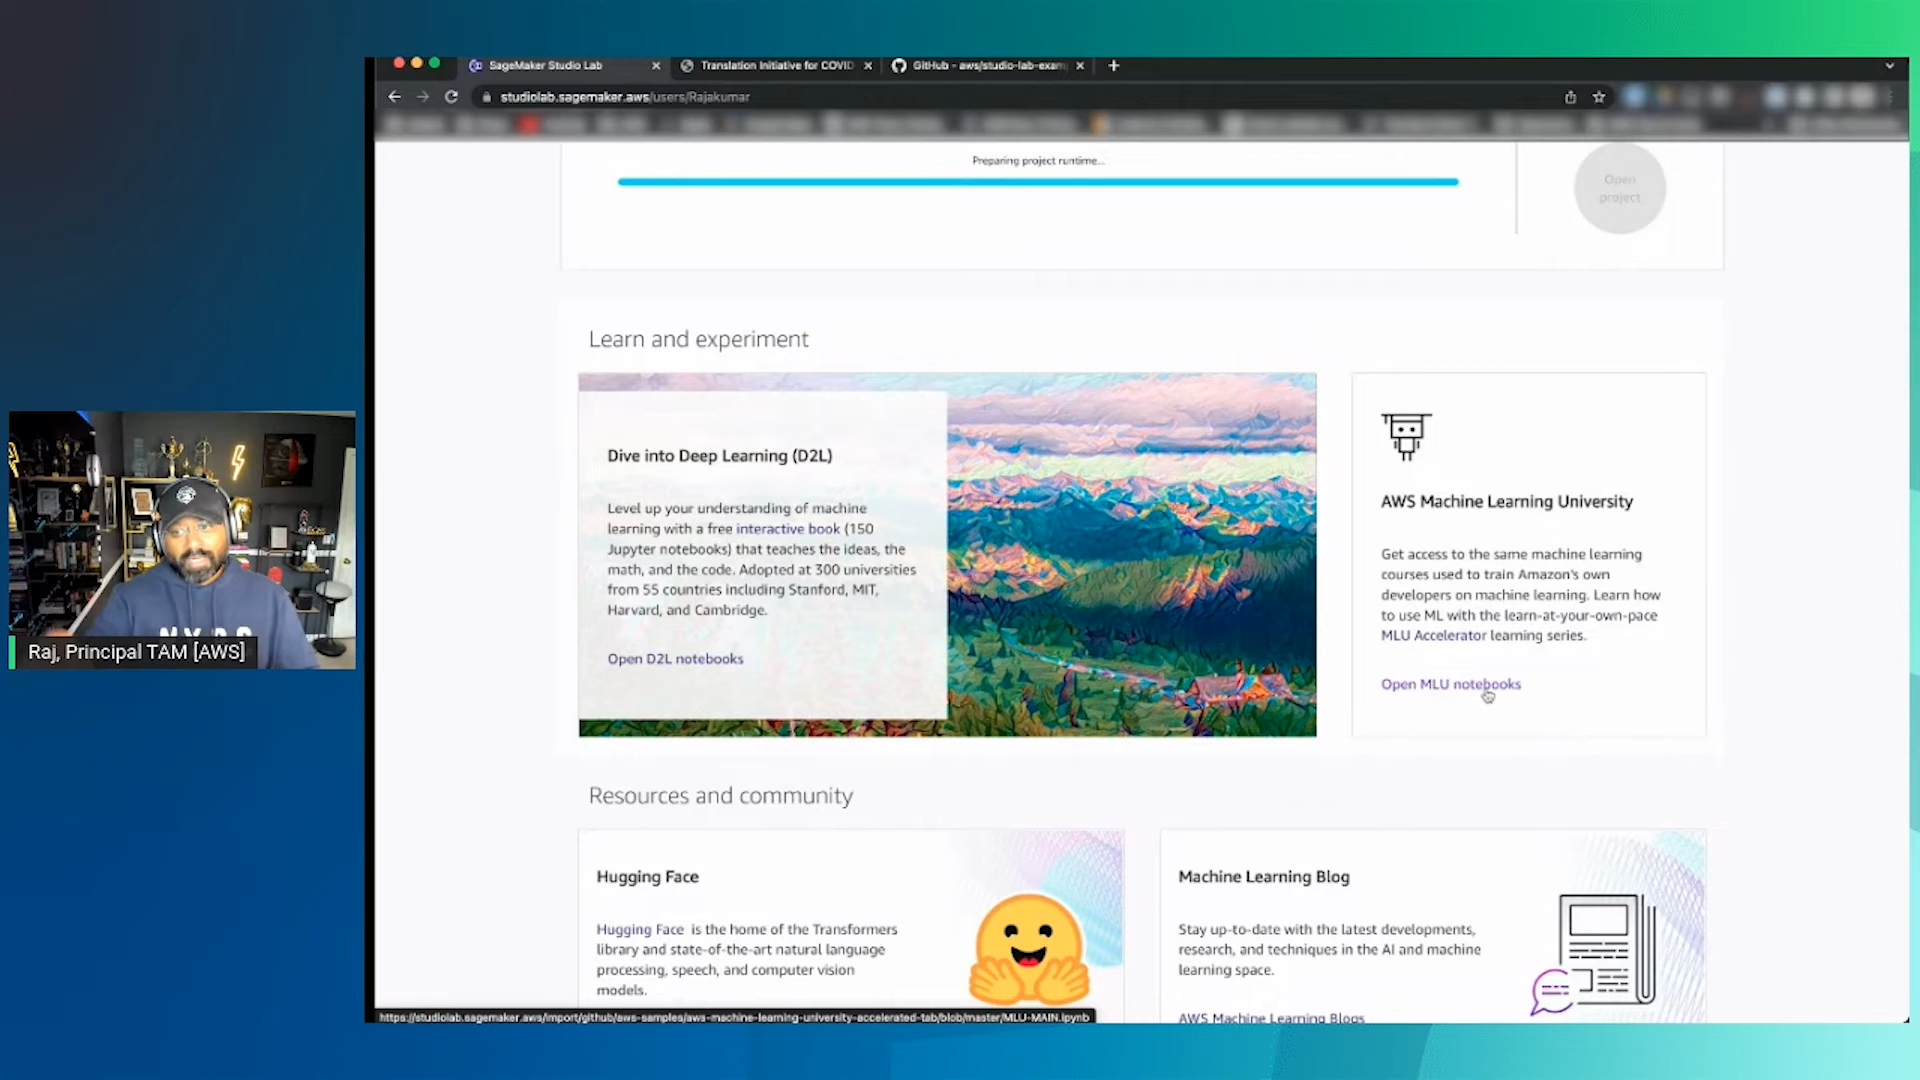 SageMaker Studio Lab
Translation Initiative for COVID
GitHub - aws/studio-lab-exam
studiolab.sagemaker.aws/users/Rajakumar
Preparing project runtime...
Open
project
Learn and experiment
Dive into Deep Learning (D2L)
Level up your understanding of machine
learning with a free interactive book (150
Jupyter notebooks) that teaches the ideas, the
math, and the code. Adopted at 300 universities
from 55 countries including Stanford, MIT,
Harvard, and Cambridge.
Open D2L notebooks
AWS Machine Learning University
Get access to the same machine learning
courses used to train Amazon's own
developers on machine learning. Learn how
to use ML with the learn-at-your-own-pace
MLU Accelerator learning series.
Open MLU notebooks
Raj, Principal TAM [AWS]
Resources and community
Hugging Face
Hugging Face is the home of the Transformers
library and state-of-the-art natural language
processing, speech, and computer vision
models.
Machine Learning Blog
Stay up-to-date with the latest developments,
research, and techniques in the AI and machine
learning space.
AWS Machine Learning Blogs
https://studiolab.sagemaker.aws/import/github/aws-samples/aws-machine-learning-university-accelerated-tab/blob/master/MLU-MAIN.ipynb